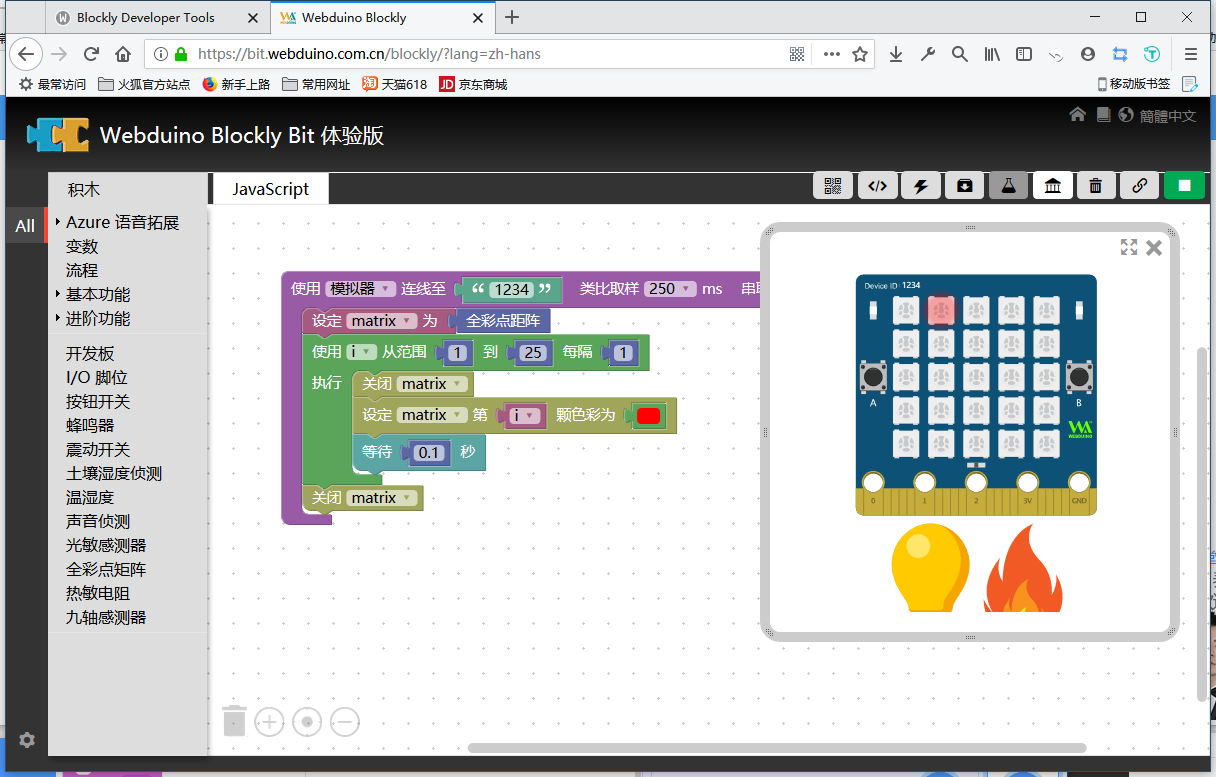 Blockly Developer Tools
Webduino Blockly
https://bit.webduino.com.cn/blockly/?lang=zh-hans
最常访问 火狐官方站点 新手上路 常用网址 天猫618 JD 京东商城 移动版书签
Webduino Blockly Bit 体验版
簡體中文
All
积木
Azure 语音拓展
变数
流程
基本功能
进阶功能
开发板
I/O 脚位
按钮开关
蜂鸣器
震动开关
土壤湿度侦测
温湿度
声音侦测
光敏感测器
全彩点矩阵
热敏电阻
九轴感测器
JavaScript
使用 模拟器 连线至 “ 1234 ” 类比取样 250 ms
设定 matrix 为 全彩点距阵
使用 i 从范围 1 到 25 每隔 1
执行 关闭 matrix
设定 matrix 第 i 颗色彩为
等待 0.1 秒
关闭 matrix
Device ID : 1234
A B
WEBDUINO
0 1 2 3V GND